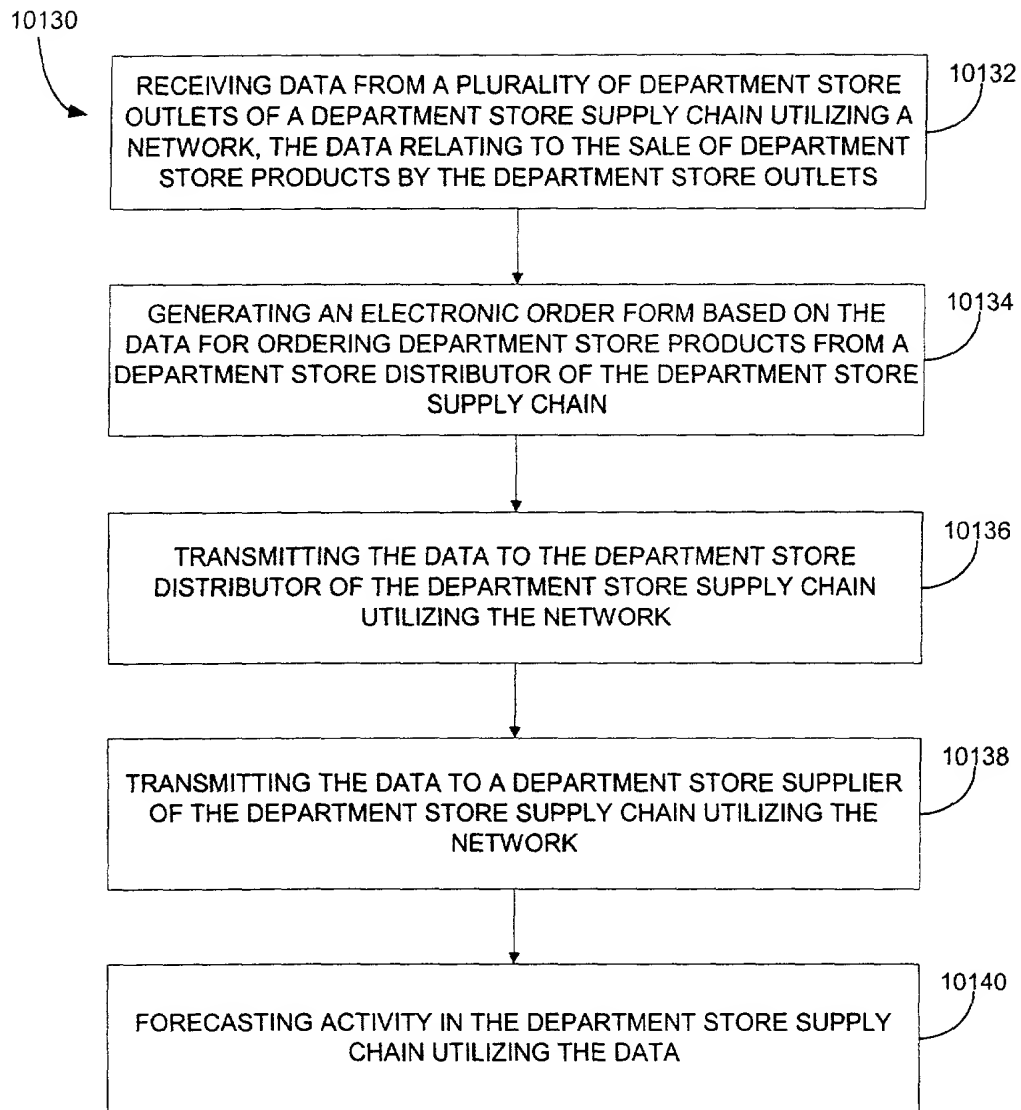 10130
RECEIVING DATA FROM A PLURALITY OF DEPARTMENT STORE
OUTLETS OF A DEPARTMENT STORE SUPPLY CHAIN UTILIZING A
NETWORK, THE DATA RELATING TO THE SALE OF DEPARTMENT
STORE PRODUCTS BY THE DEPARTMENT STORE OUTLETS
10132
GENERATING AN ELECTRONIC ORDER FORM BASED ON THE
DATA FOR ORDERING DEPARTMENT STORE PRODUCTS FROM A
DEPARTMENT STORE DISTRIBUTOR OF THE DEPARTMENT STORE
SUPPLY CHAIN
10134
TRANSMITTING THE DATA TO THE DEPARTMENT STORE
DISTRIBUTOR OF THE DEPARTMENT STORE SUPPLY CHAIN
UTILIZING THE NETWORK
10136
TRANSMITTING THE DATA TO A DEPARTMENT STORE SUPPLIER
OF THE DEPARTMENT STORE SUPPLY CHAIN UTILIZING THE
NETWORK
10138
FORECASTING ACTIVITY IN THE DEPARTMENT STORE SUPPLY
CHAIN UTILIZING THE DATA
10140